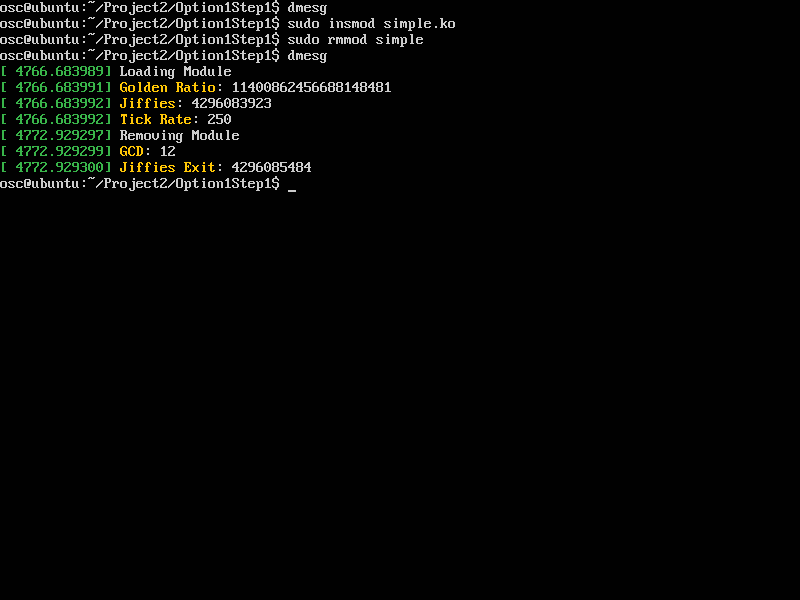 osc@ubuntu:~/Project2/Option1Step1$ dmesg
osc@ubuntu:~/Project2/Option1Step1$ sudo insmod simple.ko
osc@ubuntu:~/Project2/Option1Step1$ sudo rmmod simple
osc@ubuntu:~/Project2/Option1Step1$ dmesg
[ 4766.683989] Loading Module
[ 4766.683991] Golden Ratio: 11400862456688148481
[ 4766.683992] Jiffies: 4296083923
[ 4766.683992] Tick Rate: 250
[ 4772.929297] Removing Module
[ 4772.929299] GCD: 12
[ 4772.929300] Jiffies Exit: 4296085484
osc@ubuntu:~/Project2/Option1Step1$ _